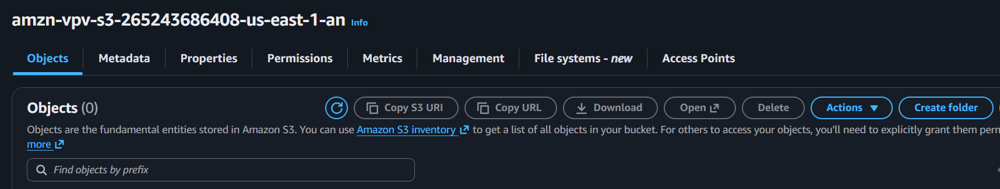 amzn-vpv-s3-265243686408-us-east-1-an Info
Objects Metadata Properties Permissions Metrics Management File systems - new Access Points
Objects (0) Copy S3 URI Copy URL Download Open Delete Actions Create folder
Objects are the fundamental entities stored in Amazon S3. You can use Amazon S3 inventory to get a list of all objects in your bucket. For others to access your objects, you'll need to explicitly grant them
more
Find objects by prefix